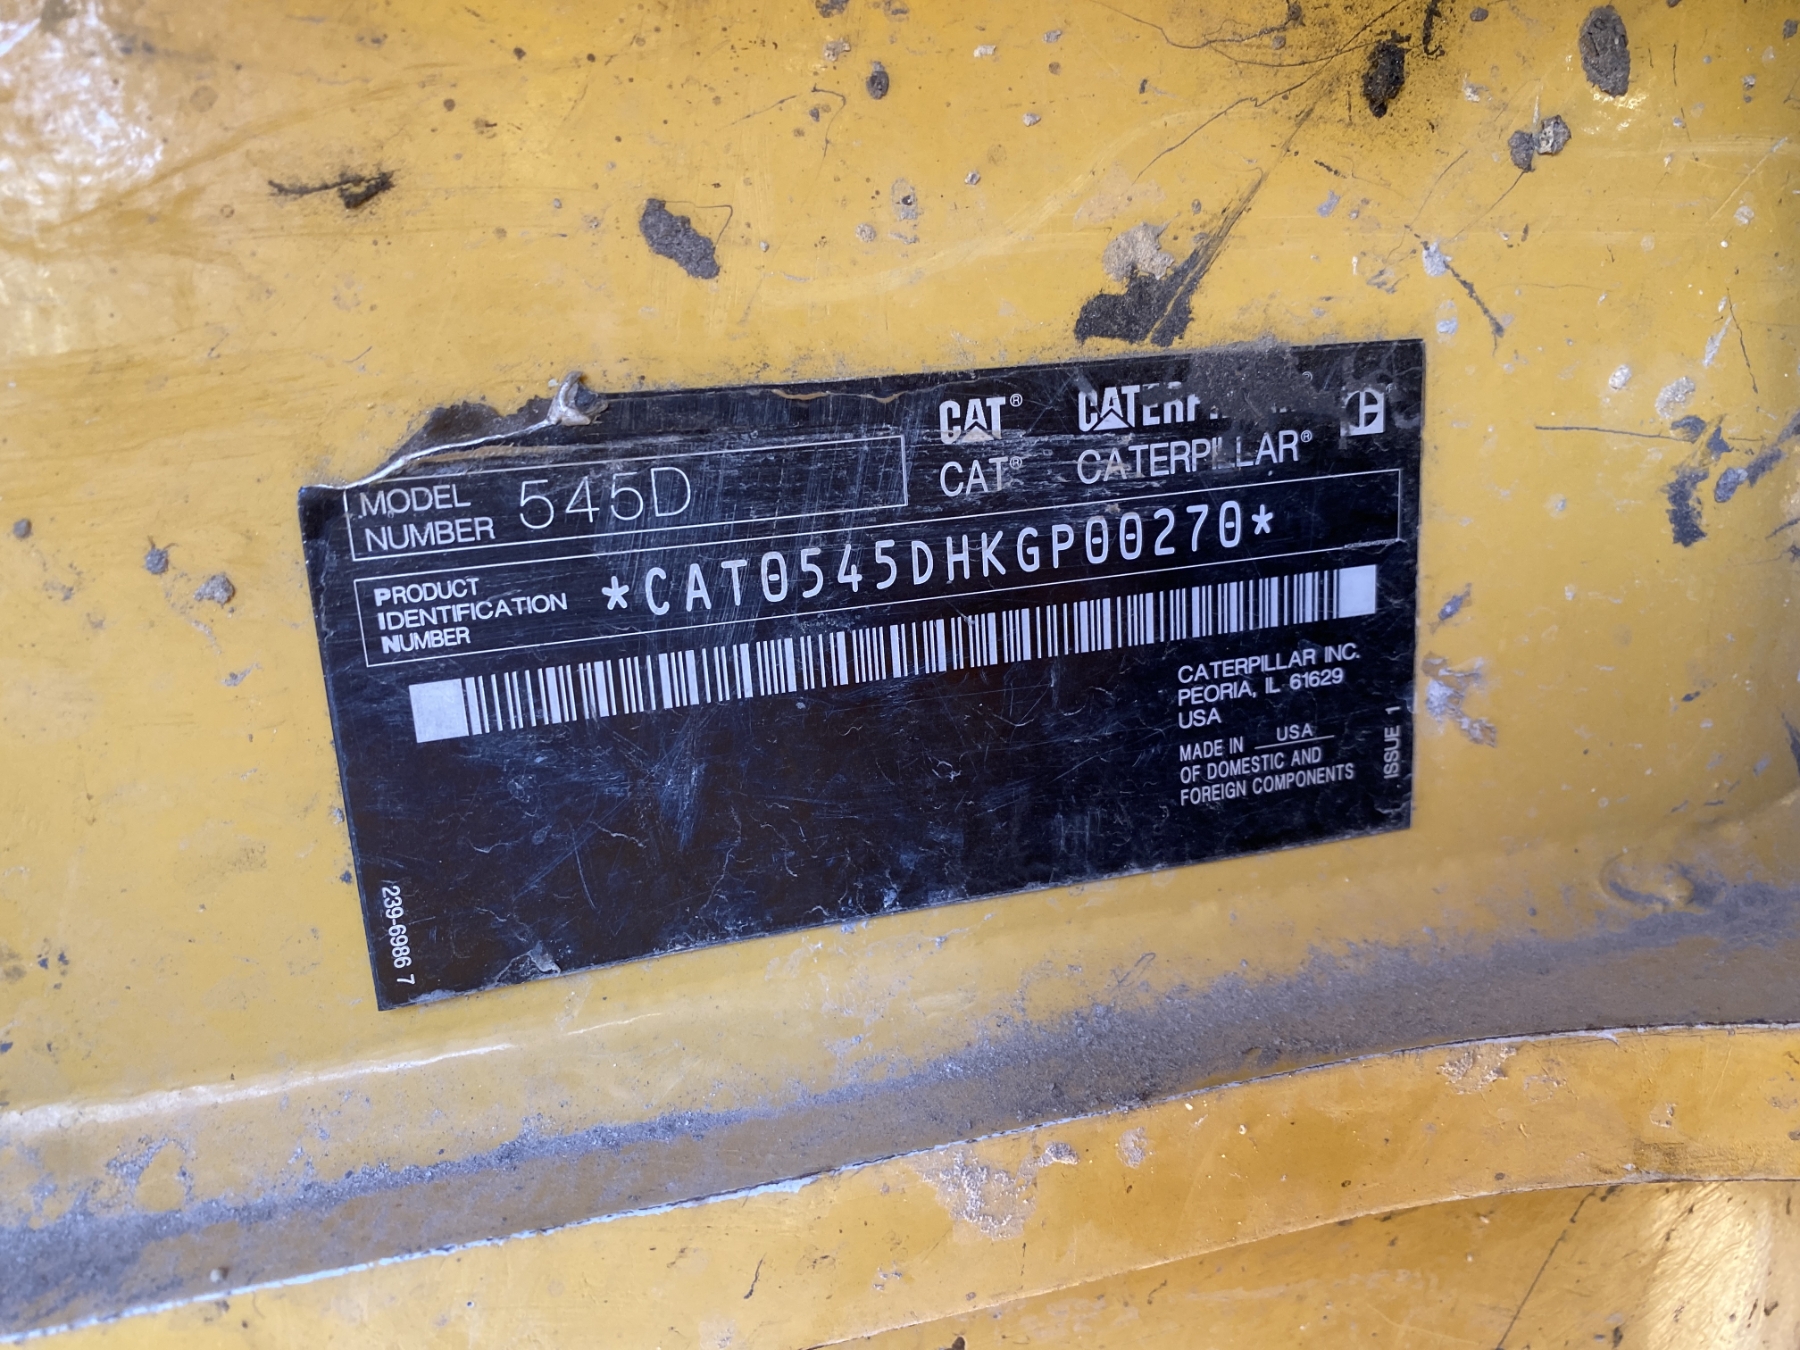 CAT®
CAT® CATERPILLAR®
MODEL NUMBER 545D
PRODUCT IDENTIFICATION NUMBER *CAT0545DHKGP00270*
CATERPILLAR INC.
PEORIA, IL 61629
USA
MADE IN USA
OF DOMESTIC AND
FOREIGN COMPONENTS
ISSUE 1
239-6986 7